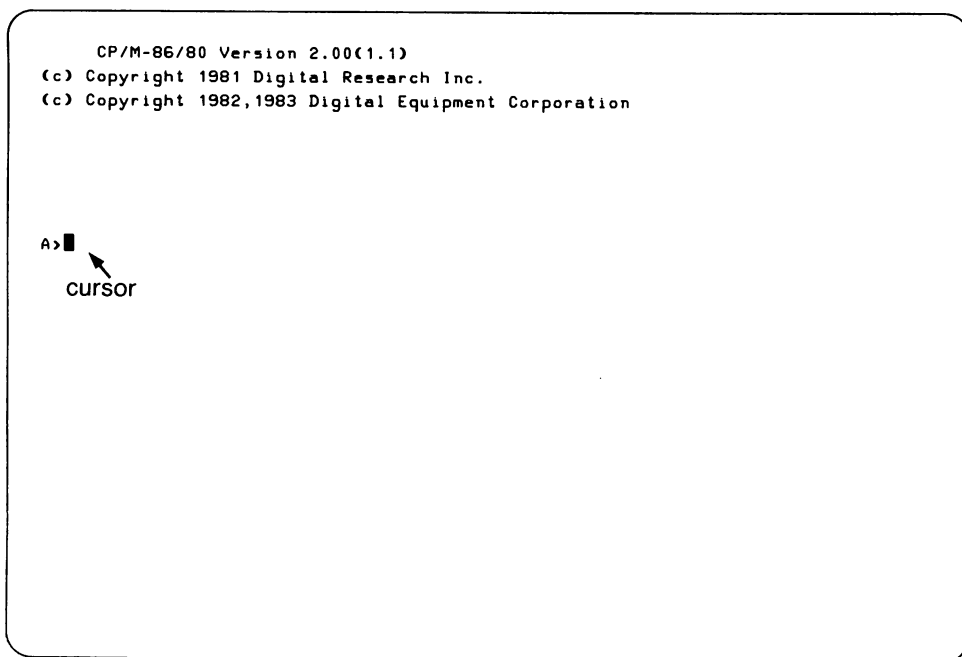 CP/M-86/80 Version 2.00(1.1)
(c) Copyright 1981 Digital Research Inc.
(c) Copyright 1982,1983 Digital Equipment Corporation
A>
cursor